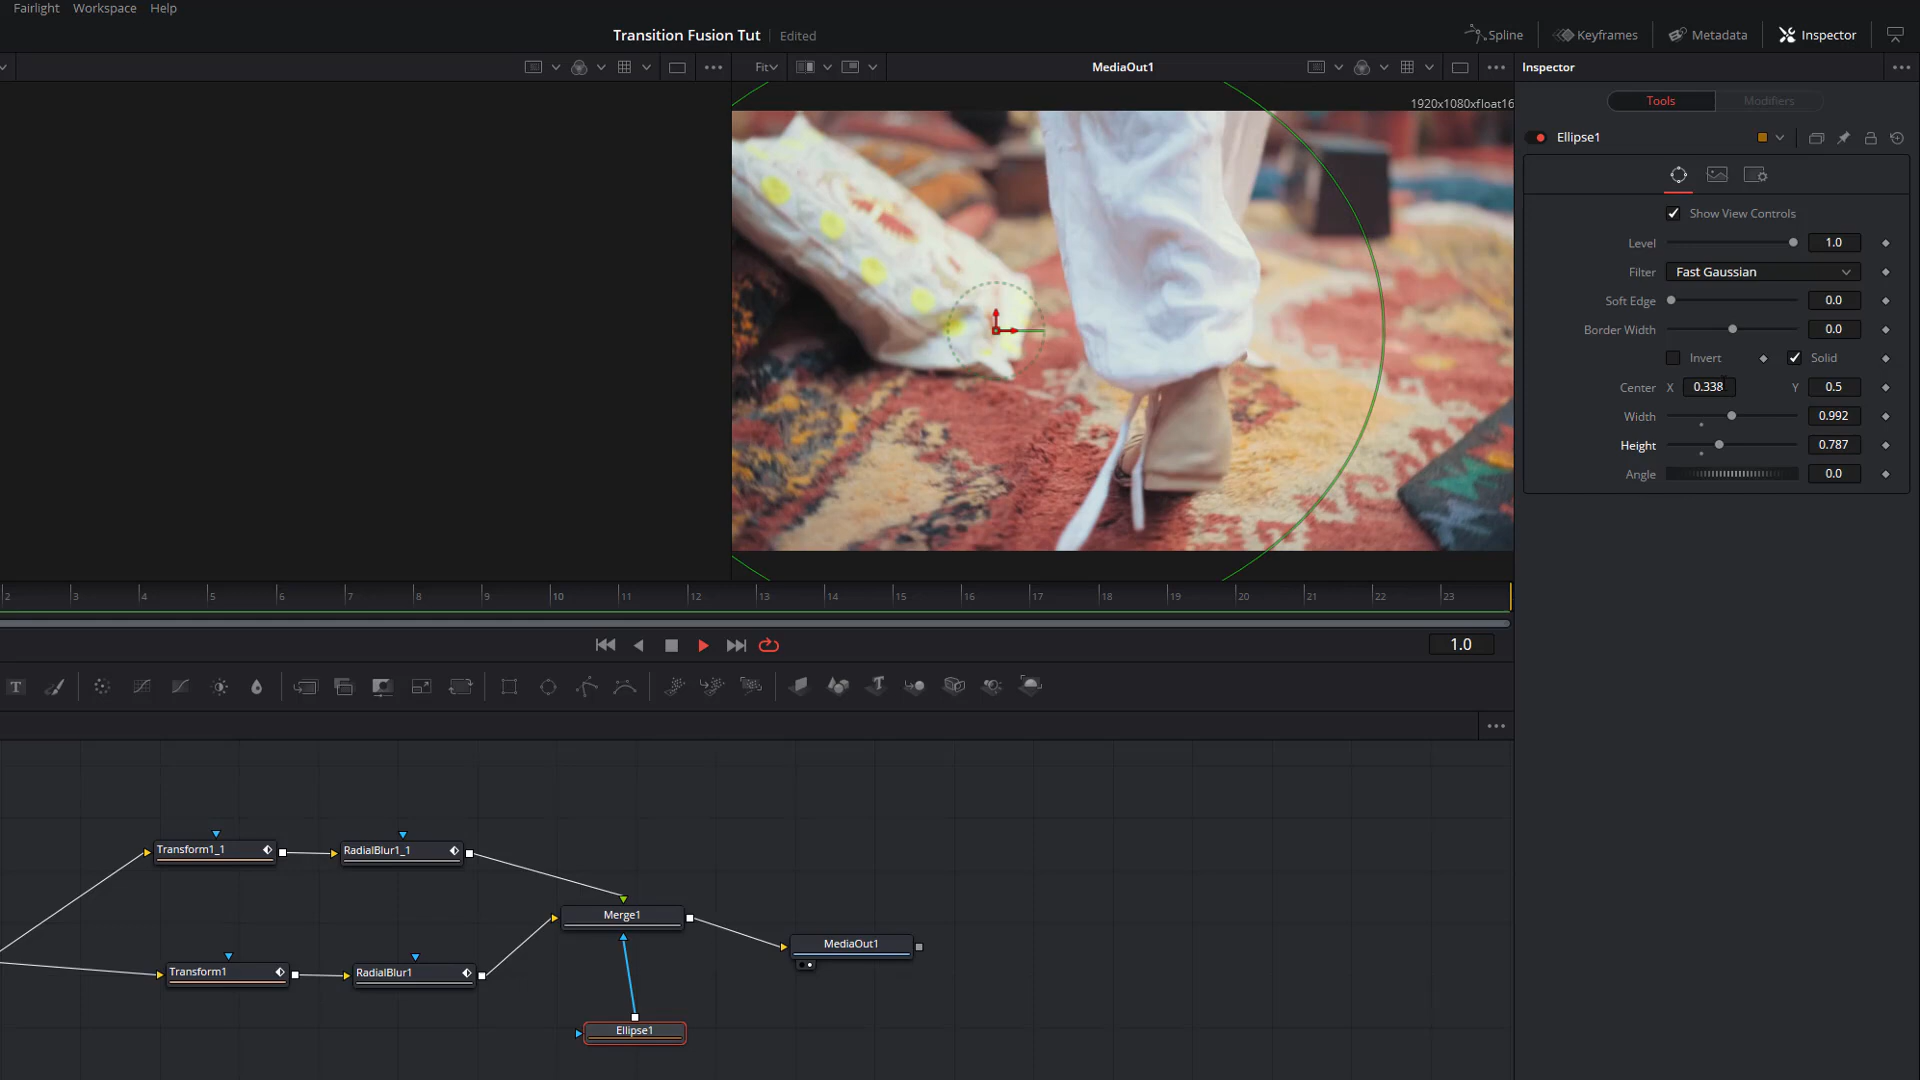 Fairlight Workspace Help
Transition Fusion Tut Edited
Spline Keyframes Metadata Inspector
Fit MediaOut1 Inspector
1920x1080xfloat16
Tools Modifiers
Ellipse1
Show View Controls
Level 1.0
Filter Fast Gaussian
Soft Edge 0.0
Border Width 0.0
Invert Solid
Center X 0.338 Y 0.5
Width 0.992
Height 0.787
Angle 0.0
2 3 4 5 6 7 8 9 10 11 12 13 14 15 16 17 18 19 20 21 22 23
1.0
T T
Transform1_1 RadialBlur1_1
Merge1
MediaOut1
Transform1 RadialBlur1
Ellipse1